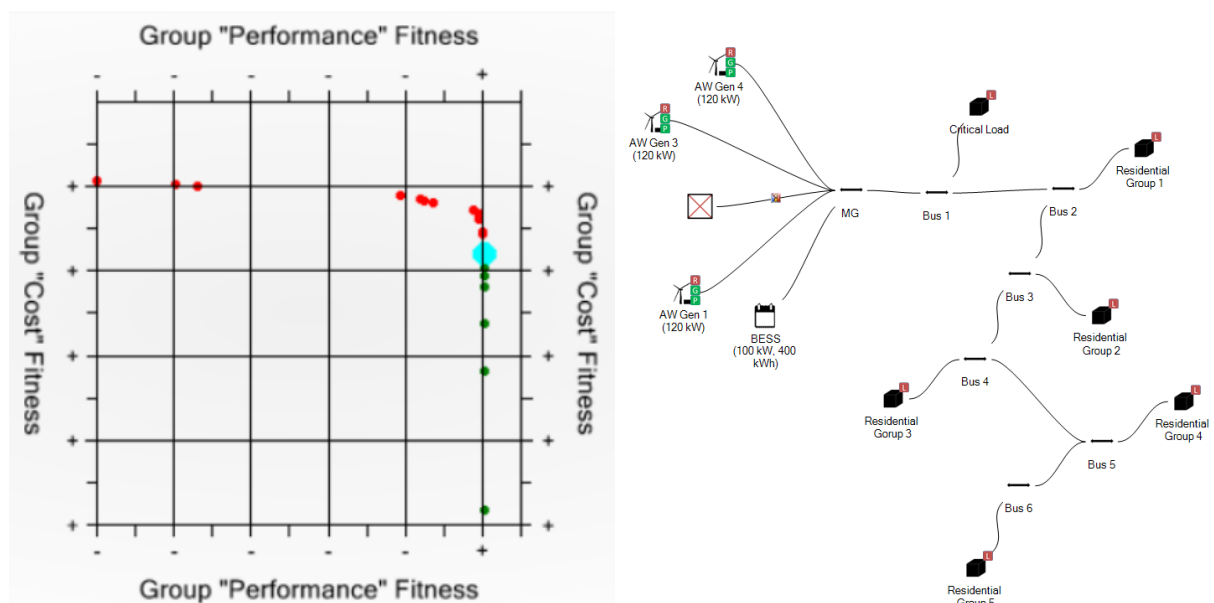 Group "Performance" Fitness
- - - - - +
Group "Cost" Fitness
+ +
+ +
+ +
+ +
+ +
Group "Cost" Fitness
- - - - - +
Group "Performance" Fitness
R
G
P
AW Gen 4
(120 kW)
R
G
P
AW Gen 3
(120 kW)
L
Critical Load
L
Residential
Group 1
MG
Bus 1
Bus 2
R
G
P
AW Gen 1
(120 kW)
BESS
(100 kW, 400
kWh)
Bus 3
L
Residential
Group 2
Bus 4
L
Residential
Gorup 3
L
Residential
Group 4
Bus 5
Bus 6
L
Residential
Group 5